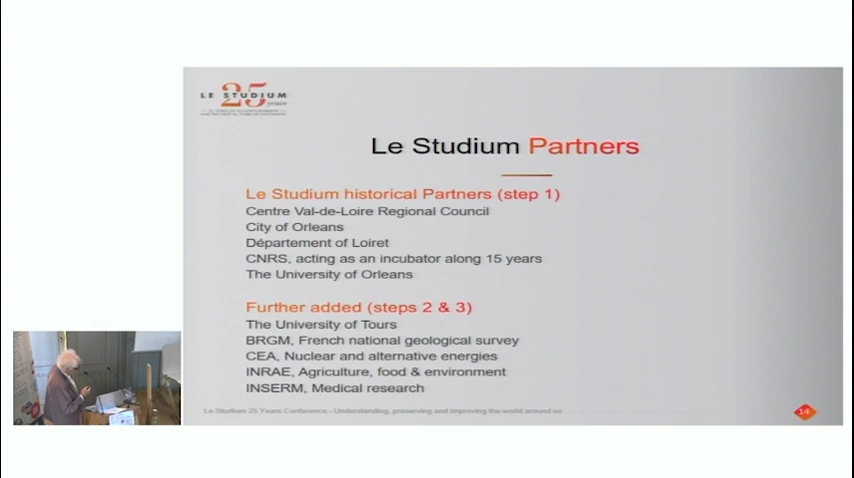 LE STUDIUM
25
years
Le Studium Partners
Le Studium historical Partners (step 1)
Centre Val-de-Loire Regional Council
City of Orleans
Département of Loiret
CNRS, acting as an incubator along 15 years
The University of Orleans
Further added (steps 2 & 3)
The University of Tours
BRGM, French national geological survey
CEA, Nuclear and alternative energies
INRAE, Agriculture, food & environment
INSERM, Medical research
Le Studium 25 Years Conference - Understanding, preserving and improving the world around us
14